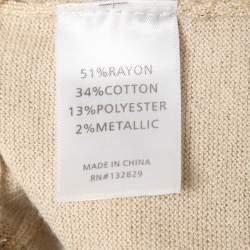 51%RAYON
34%COTTON
13%POLYESTER
2%METALLIC
MADE IN CHINA
RN#132829